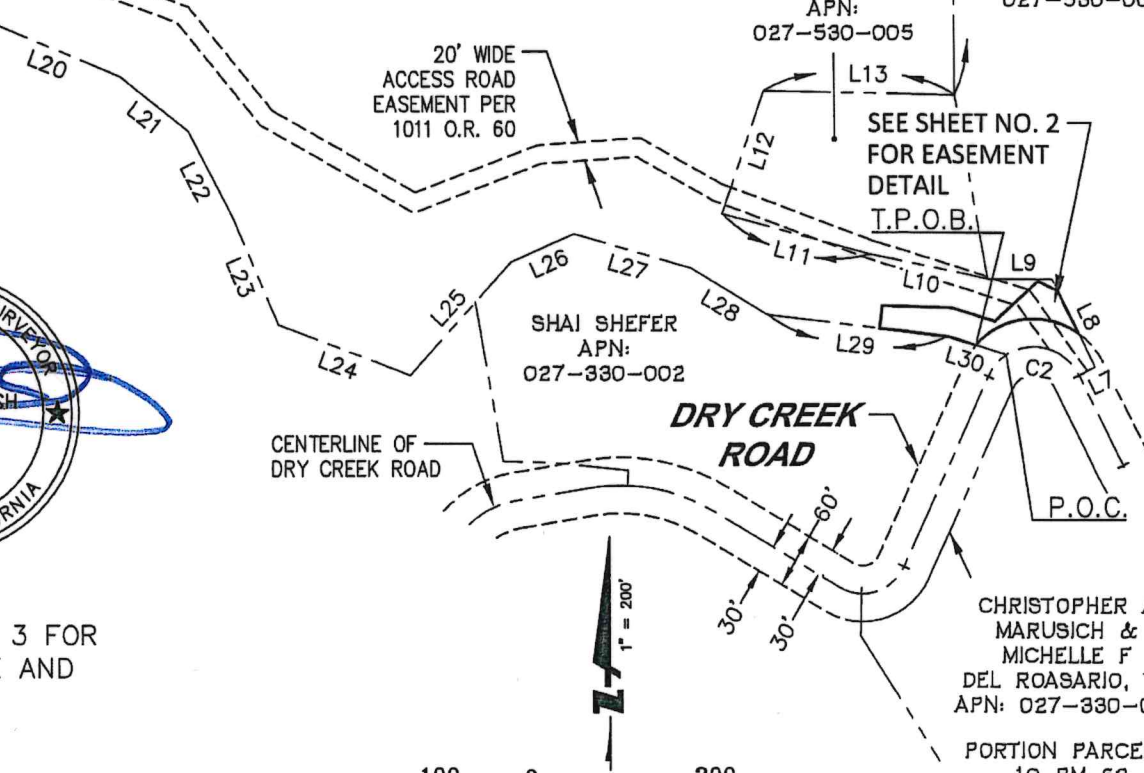 APN:
027-530-005
20' WIDE
ACCESS ROAD
EASEMENT PER
1011 O.R. 60
L13
L20
L21
L12
SEE SHEET NO. 2
FOR EASEMENT
DETAIL
T.P.O.B.
L22
L11
L9
L10
L26
L27
L23
L25
L28
L8
SHAI SHEFER
APN:
027-330-002
L24
L29
L30
C2
L7
DRY CREEK
ROAD
CENTERLINE OF
DRY CREEK ROAD
60'
P.O.C.
30'
30'
1" = 200'
N
CHRISTOPHER
MARUSICH &
MICHELLE F
DEL ROASARIO,
APN: 027-330-0
3 FOR
AND
PORTION PARCE